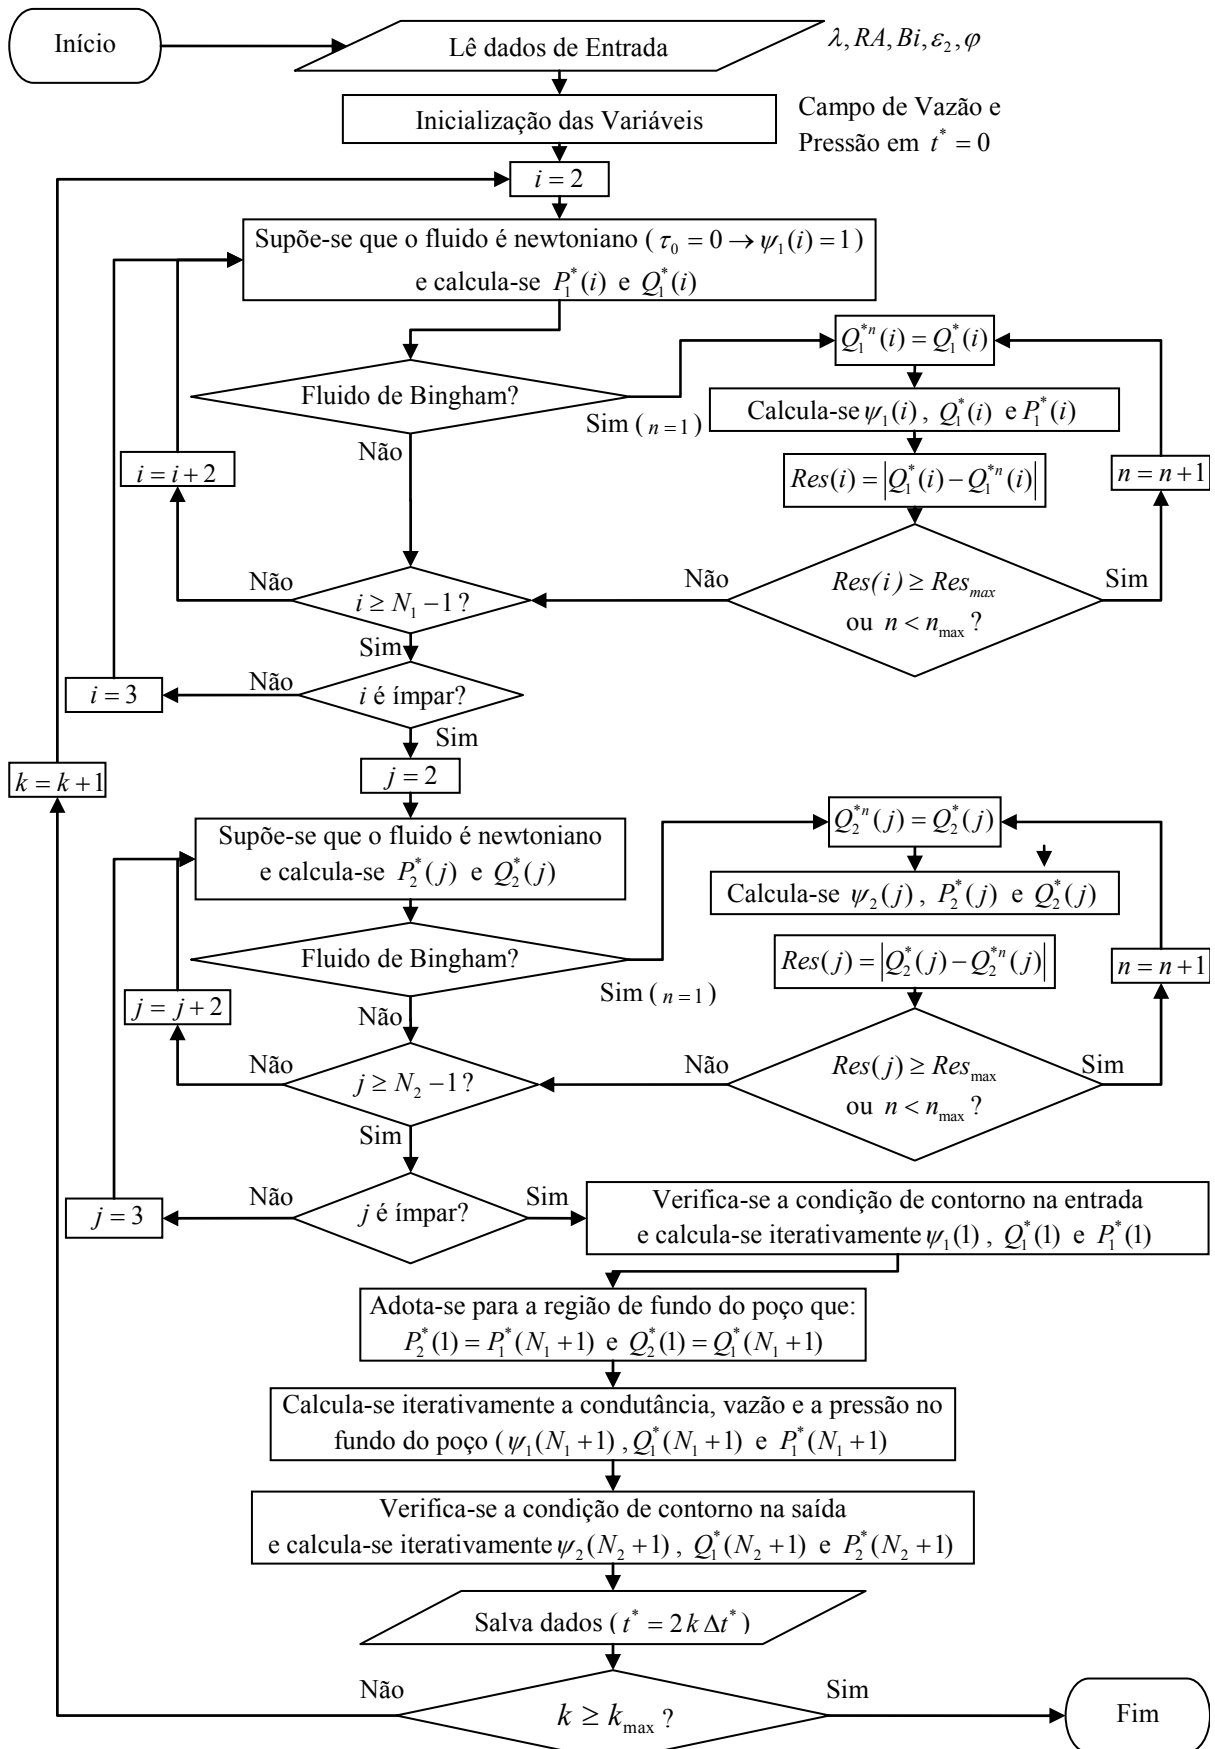 Início
Lê dados de Entrada
λ, RA, Bi, ε₂, φ
Inicialização das Variáveis
Campo de Vazão e
Pressão em t* = 0
i = 2
Supõe-se que o fluido é newtoniano ( τ₀ = 0 → ψ₁(i) = 1 )
e calcula-se P₁*(i) e Q₁*(i)
Fluido de Bingham?
Sim ( n = 1 )
Não
Q₁*ⁿ(i) = Q₁*(i)
Calcula-se ψ₁(i) , Q₁*(i) e P₁*(i)
Res(i) = |Q₁*(i) − Q₁*ⁿ(i)|
n = n + 1
i = i + 2
Não
i ≥ N₁ − 1 ?
Não
Res(i) ≥ Res_max
ou n < n_max ?
Sim
Sim
i = 3
Não
i é ímpar?
Sim
k = k + 1
j = 2
Supõe-se que o fluido é newtoniano
e calcula-se P₂*(j) e Q₂*(j)
Q₂*ⁿ(j) = Q₂*(j)
Calcula-se ψ₂(j) , P₂*(j) e Q₂*(j)
Fluido de Bingham?
Sim ( n = 1 )
Não
Res(j) = |Q₂*(j) − Q₂*ⁿ(j)|
n = n + 1
j = j + 2
Não
j ≥ N₂ − 1 ?
Não
Res(j) ≥ Res_max
ou n < n_max ?
Sim
Sim
j = 3
Não
j é ímpar?
Sim
Verifica-se a condição de contorno na entrada
e calcula-se iterativamente ψ₁(1) , Q₁*(1) e P₁*(1)
Adota-se para a região de fundo do poço que:
P₂*(1) = P₁*(N₁ + 1) e Q₂*(1) = Q₁*(N₁ + 1)
Calcula-se iterativamente a condutância, vazão e a pressão no
fundo do poço ( ψ₁(N₁ + 1) , Q₁*(N₁ + 1) e P₁*(N₁ + 1)
Verifica-se a condição de contorno na saída
e calcula-se iterativamente ψ₂(N₂ + 1) , Q₁*(N₂ + 1) e P₂*(N₂ + 1)
Salva dados ( t* = 2 k Δt* )
Não
k ≥ k_max ?
Sim
Fim